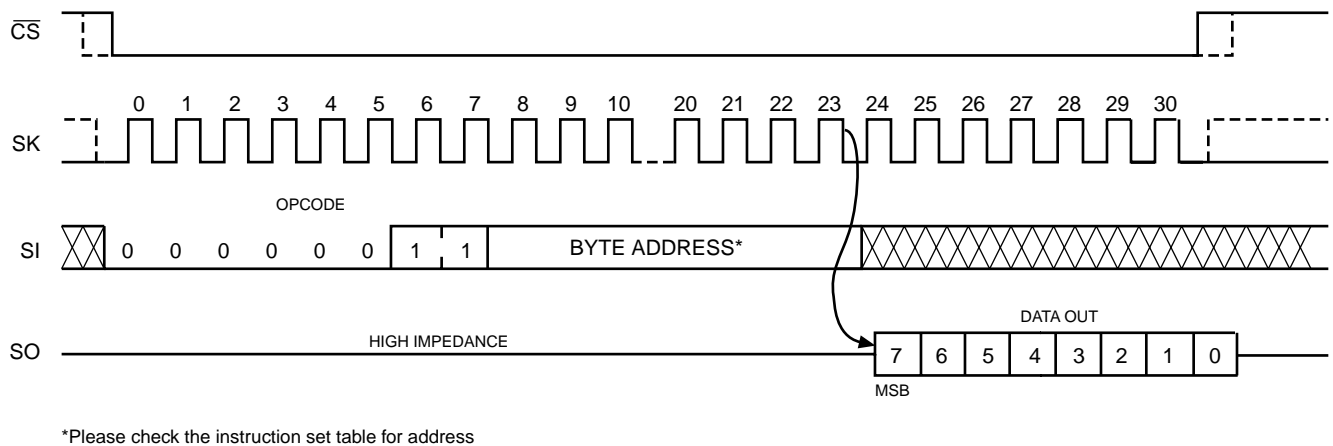 CS
0 1 2 3 4 5 6 7 8 9 10 20 21 22 23 24 25 26 27 28 29 30
SK
OPCODE
SI 0 0 0 0 0 0 1 1 BYTE ADDRESS*
DATA OUT
HIGH IMPEDANCE
SO 7 6 5 4 3 2 1 0
MSB
*Please check the instruction set table for address